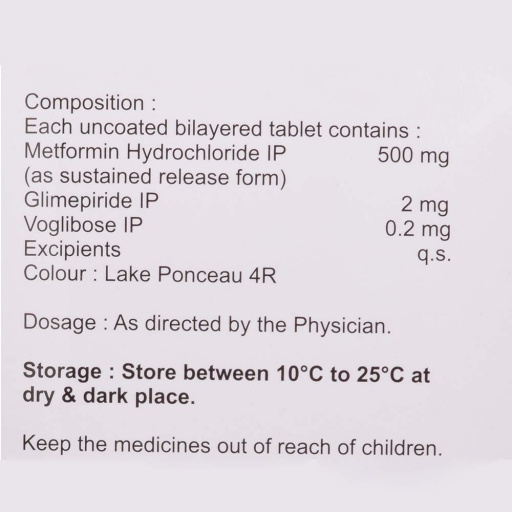 Composition :
Each uncoated bilayered tablet contains :
Metformin Hydrochloride IP 500 mg
(as sustained release form)
Glimepiride IP 2 mg
Voglibose IP 0.2 mg
Excipients q.s.
Colour : Lake Ponceau 4R
Dosage : As directed by the Physician.
Storage : Store between 10°C to 25°C at
dry & dark place.
Keep the medicines out of reach of children.